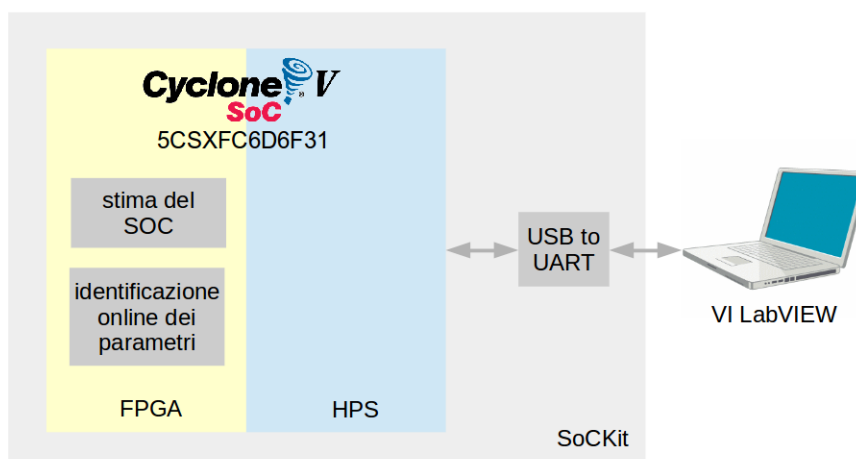 Cyclone V
SoC
5CSXFC6D6F31
stima del
SOC
identificazione
online dei
parametri
FPGA
HPS
USB to
UART
VI LabVIEW
SoCKit